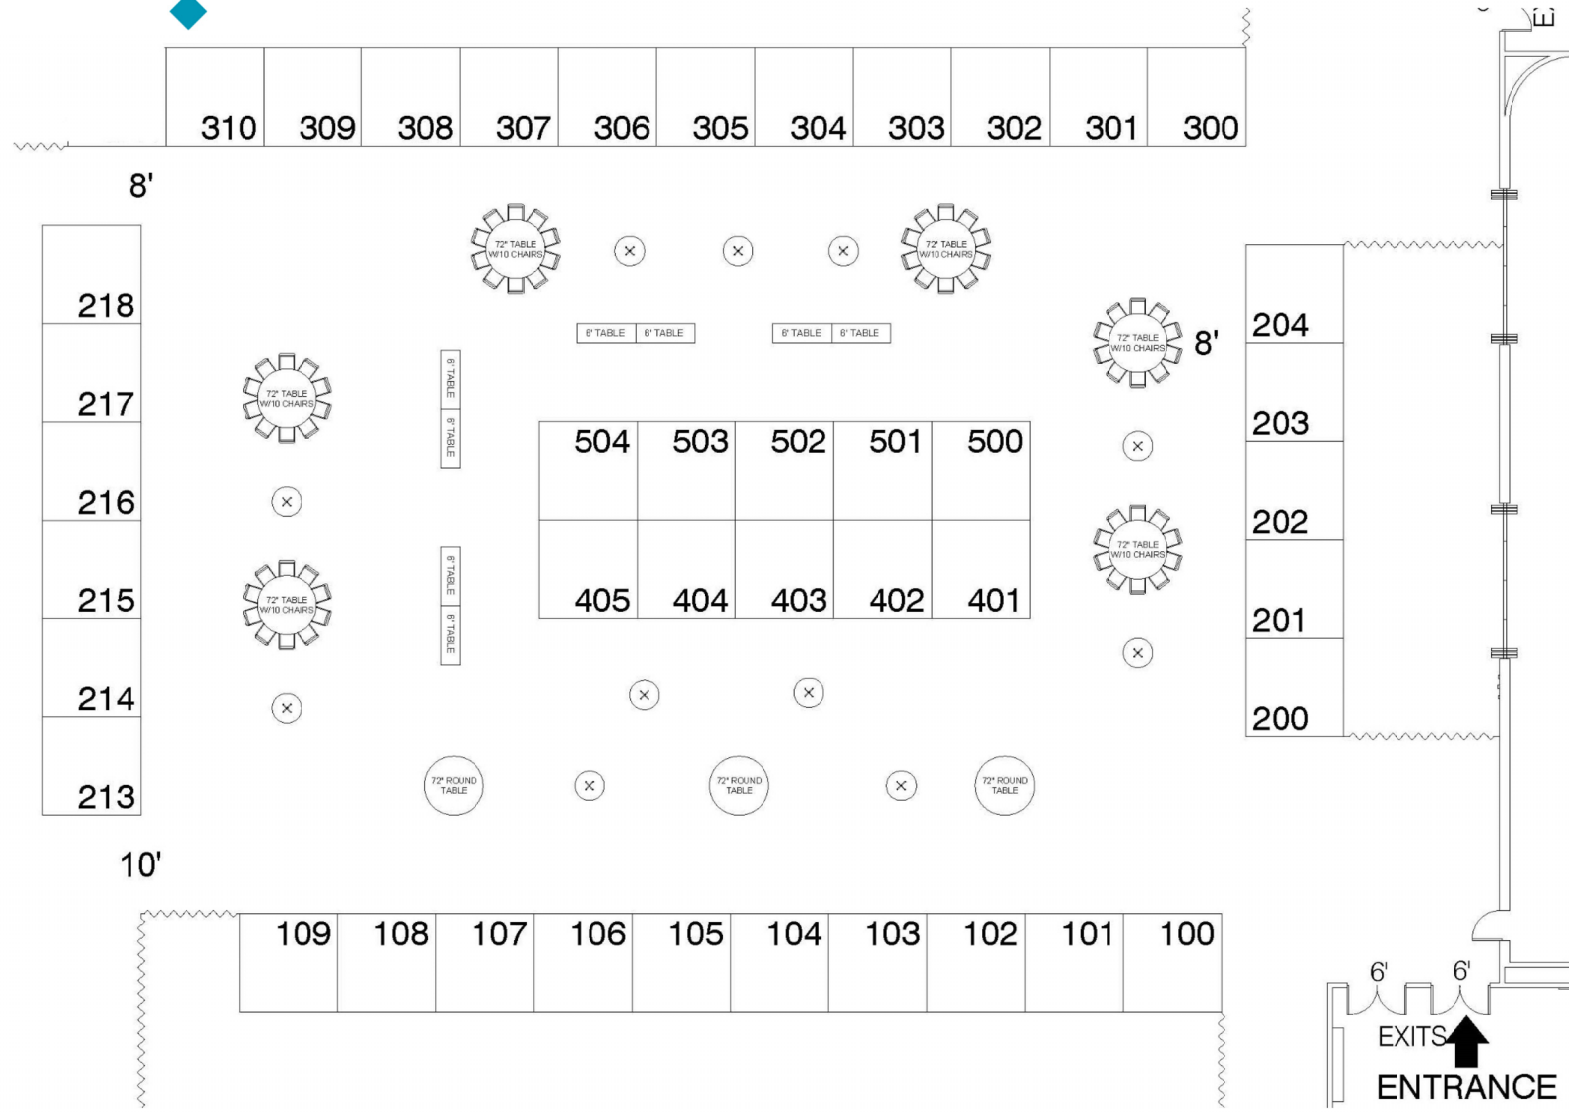 310 309 308 307 306 305 304 303 302 301 300
8'
72" TABLE
W/10 CHAIRS
72" TABLE
W/10 CHAIRS
218
217
216
215
214
213
6' TABLE 6' TABLE
6' TABLE 6' TABLE
72" TABLE
W/10 CHAIRS
8'
204
203
202
201
200
72" TABLE
W/10 CHAIRS
6' TABLE
6' TABLE
504 503 502 501 500
405 404 403 402 401
72" TABLE
W/10 CHAIRS
72" TABLE
W/10 CHAIRS
6' TABLE
6' TABLE
72" ROUND
TABLE
72" ROUND
TABLE
72" ROUND
TABLE
10'
109 108 107 106 105 104 103 102 101 100
6' 6'
EXITS
ENTRANCE